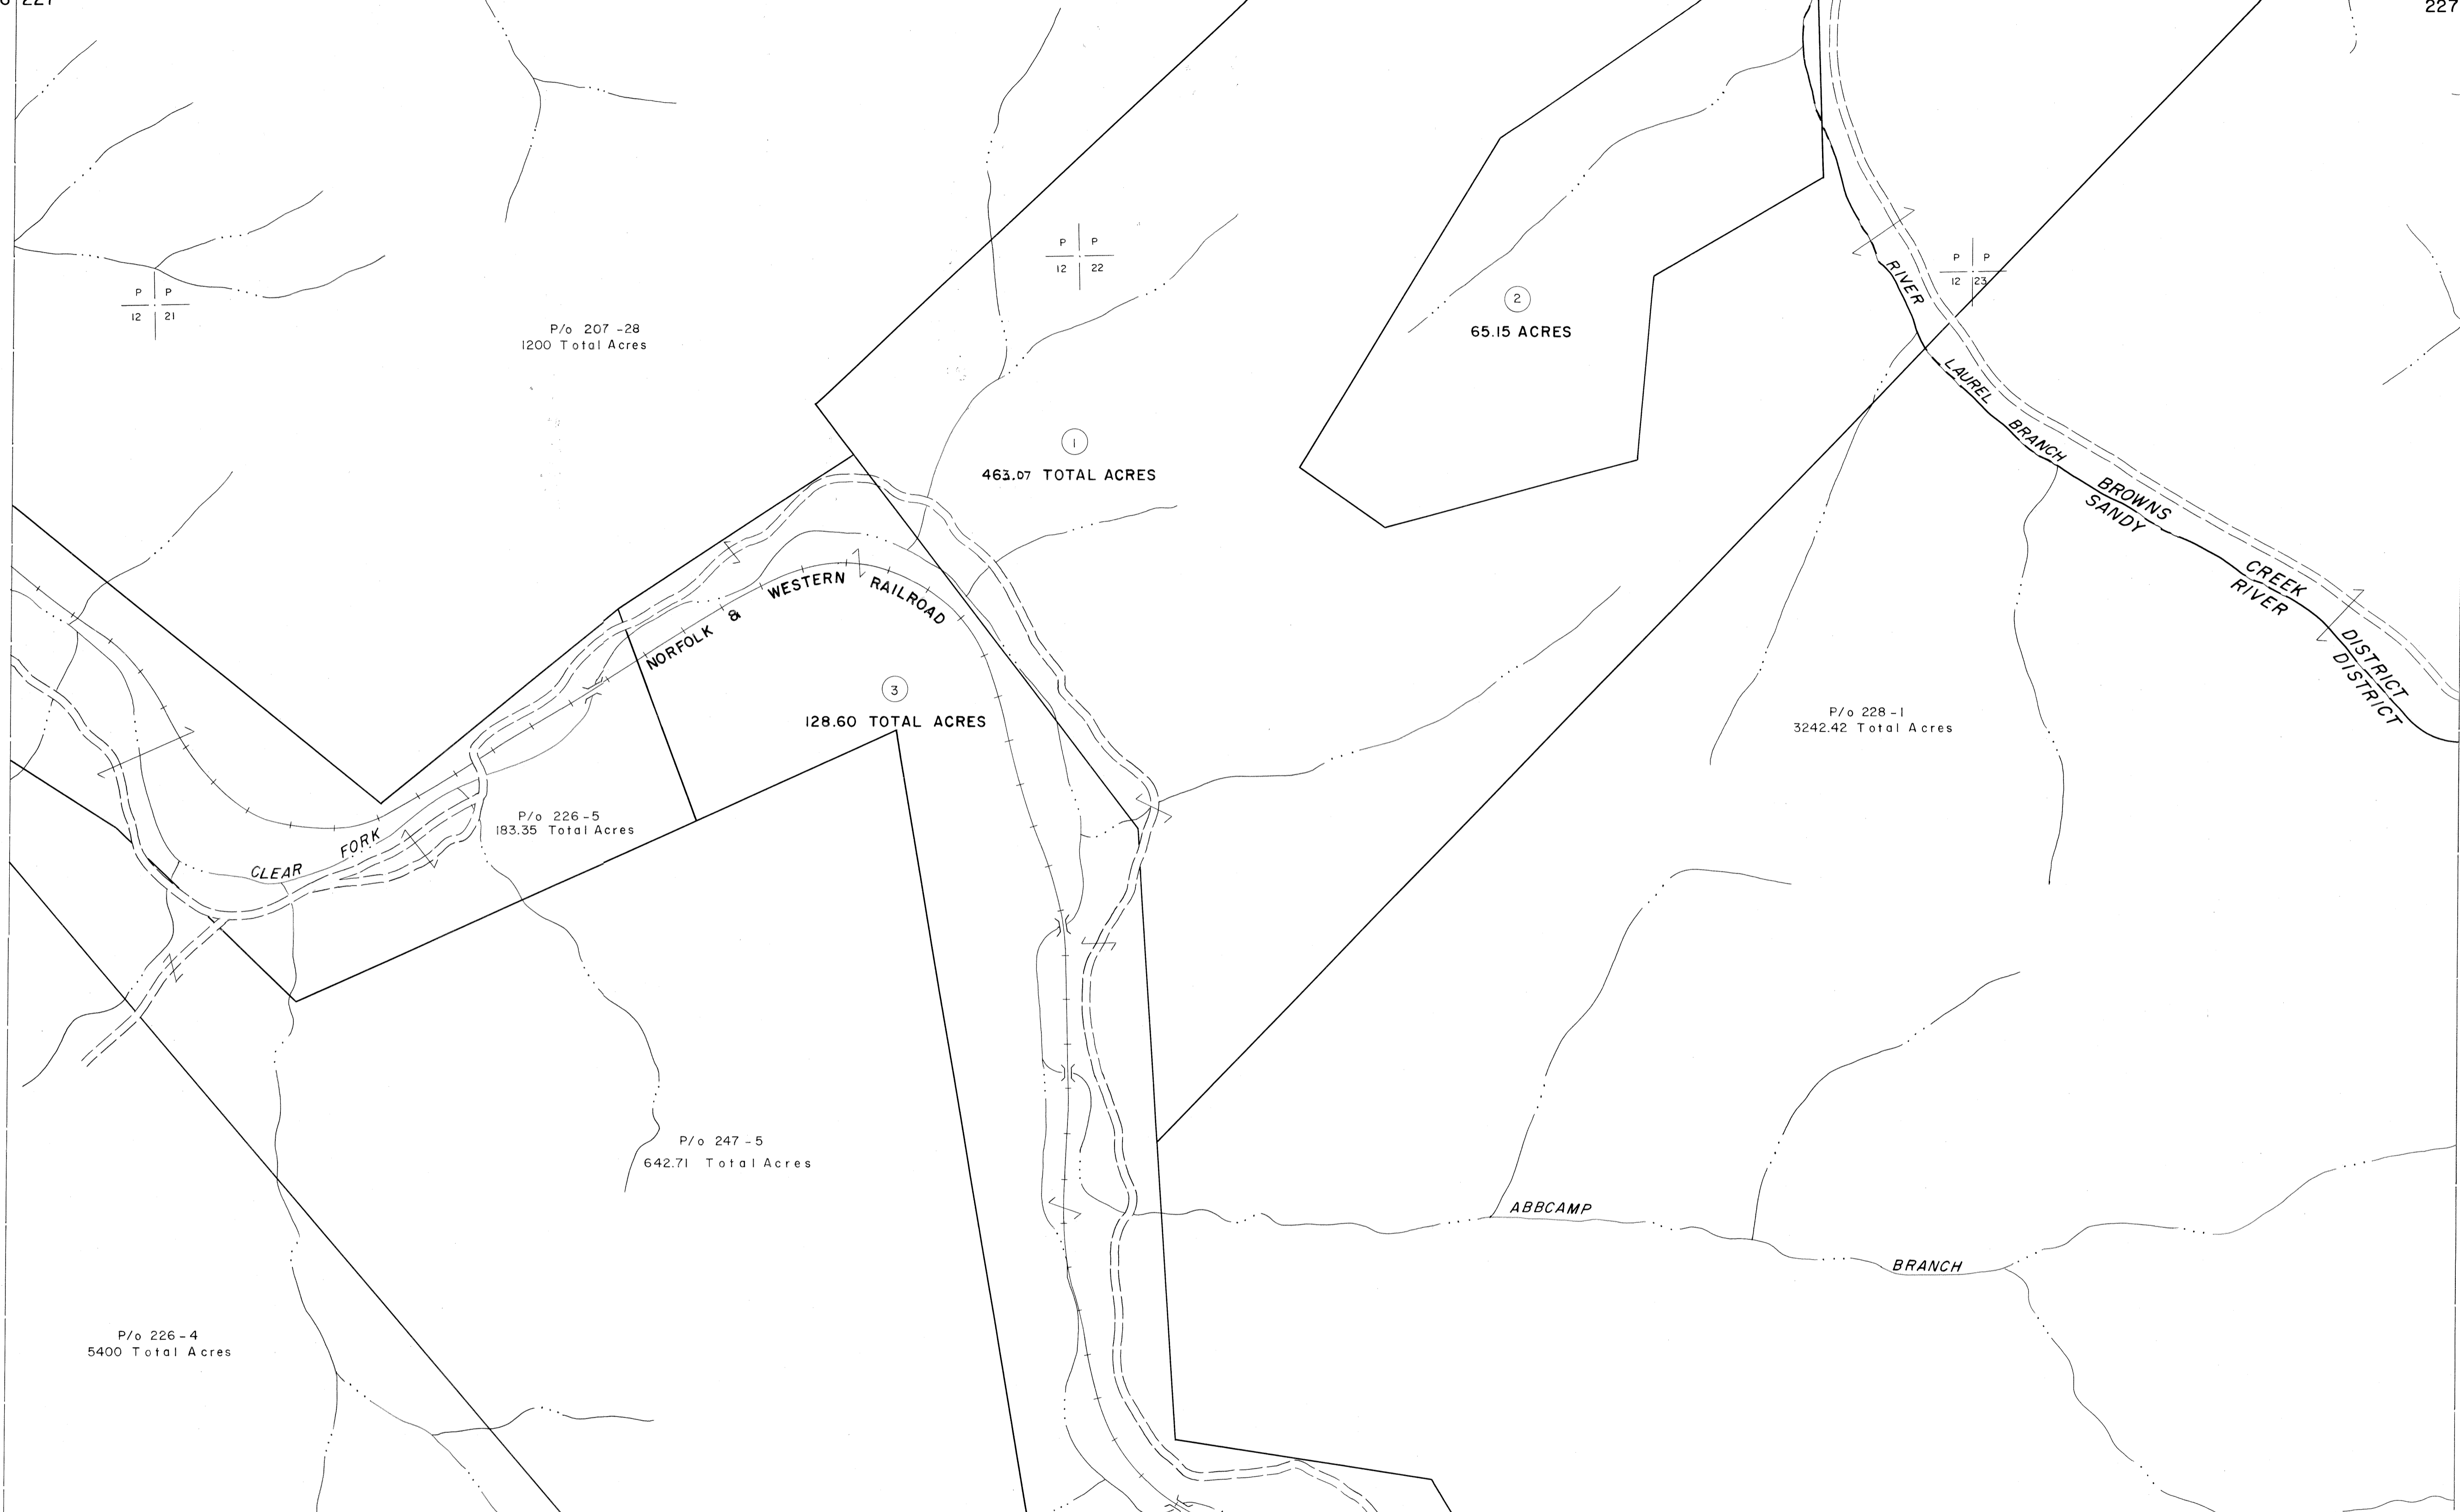 227
227
P P
12 22
P P
12 23
P P
12 21
RIVER
2
65.15 ACRES
P/o 207-28
1200 Total Acres
LAUREL
BRANCH
1
463.07 TOTAL ACRES
BROWNS CREEK DISTRICT
SANDY RIVER DISTRICT
NORFOLK & WESTERN RAILROAD
3
128.60 TOTAL ACRES
P/o 228-1
3242.42 Total Acres
P/o 226-5
183.35 Total Acres
CLEAR FORK
P/o 247-5
642.71 Total Acres
ABBCAMP
BRANCH
P/o 226-4
5400 Total Acres